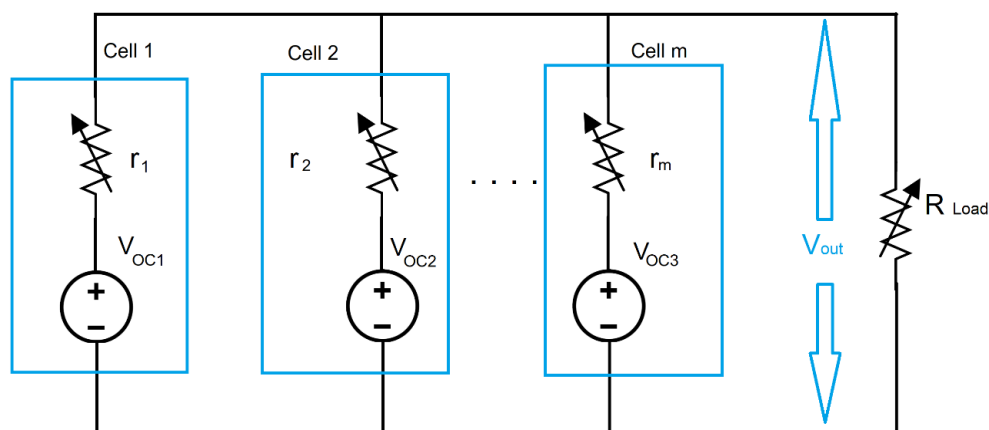 Cell 1
Cell 2
Cell m
r1
r2
. . . .
rm
R Load
VOC1
VOC2
VOC3
Vout
+
−
+
−
+
−